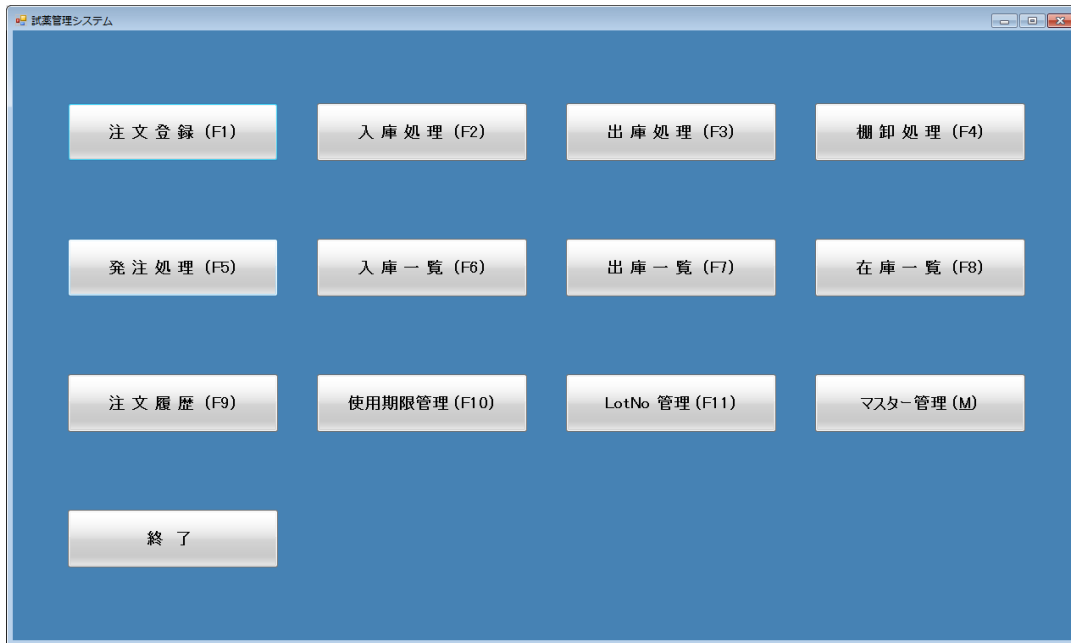 試薬管理システム
注 文 登 録 (F1)
入 庫 処 理 (F2)
出 庫 処 理 (F3)
棚 卸 処 理 (F4)
発 注 処 理 (F5)
入 庫 一 覧 (F6)
出 庫 一 覧 (F7)
在 庫 一 覧 (F8)
注 文 履 歴 (F9)
使用期限管理 (F10)
LotNo 管理 (F11)
マスター管理 (M)
終 了